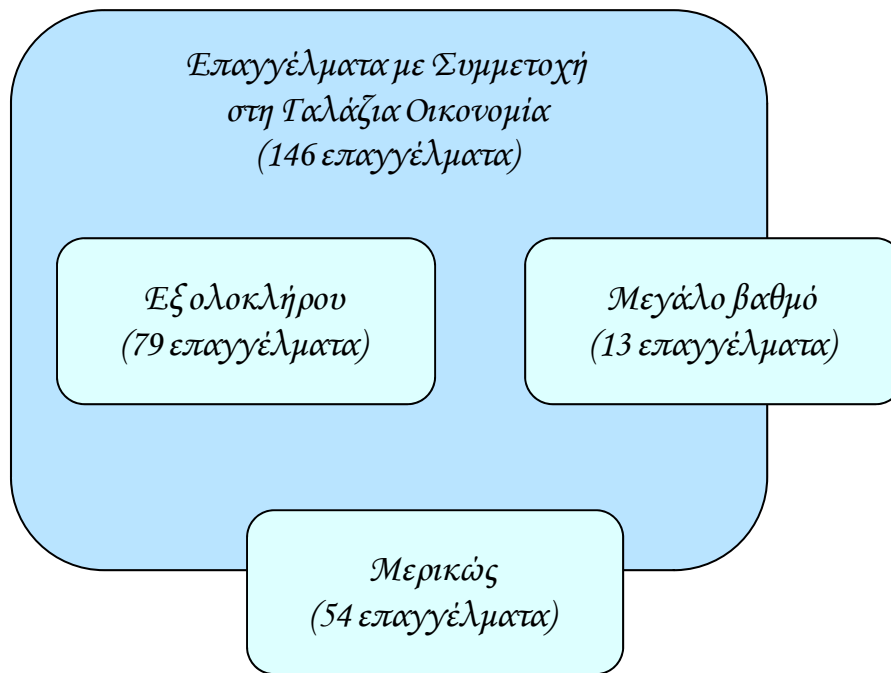 Επαγγέλματα με Συμμετοχή
στη Γαλάζια Οικονομία
(146 επαγγέλματα)
Εξ ολοκλήρου
(79 επαγγέλματα)
Μεγάλο βαθμό
(13 επαγγέλματα)
Μερικώς
(54 επαγγέλματα)